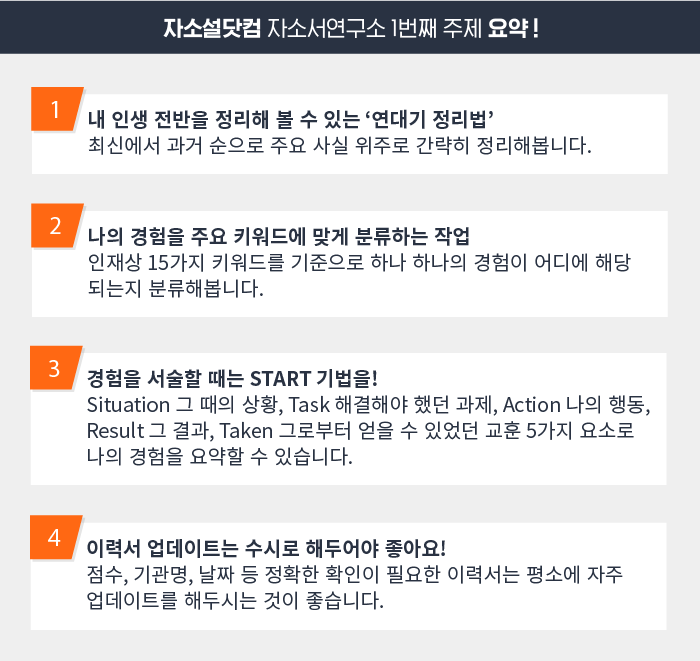 자소설닷컴 자소서연구소 1번째 주제 요약!
1
내 인생 전반을 정리해 볼 수 있는 ‘연대기 정리법’
최신에서 과거 순으로 주요 사실 위주로 간략히 정리해봅니다.
2
나의 경험을 주요 키워드에 맞게 분류하는 작업
인재상 15가지 키워드를 기준으로 하나 하나의 경험이 어디에 해당
되는지 분류해봅니다.
3
경험을 서술할 때는 START 기법을!
Situation 그 때의 상황, Task 해결해야 했던 과제, Action 나의 행동,
Result 그 결과, Taken 그로부터 얻을 수 있었던 교훈 5가지 요소로
나의 경험을 요약할 수 있습니다.
4
이력서 업데이트는 수시로 해두어야 좋아요!
점수, 기관명, 날짜 등 정확한 확인이 필요한 이력서는 평소에 자주
업데이트를 해두시는 것이 좋습니다.